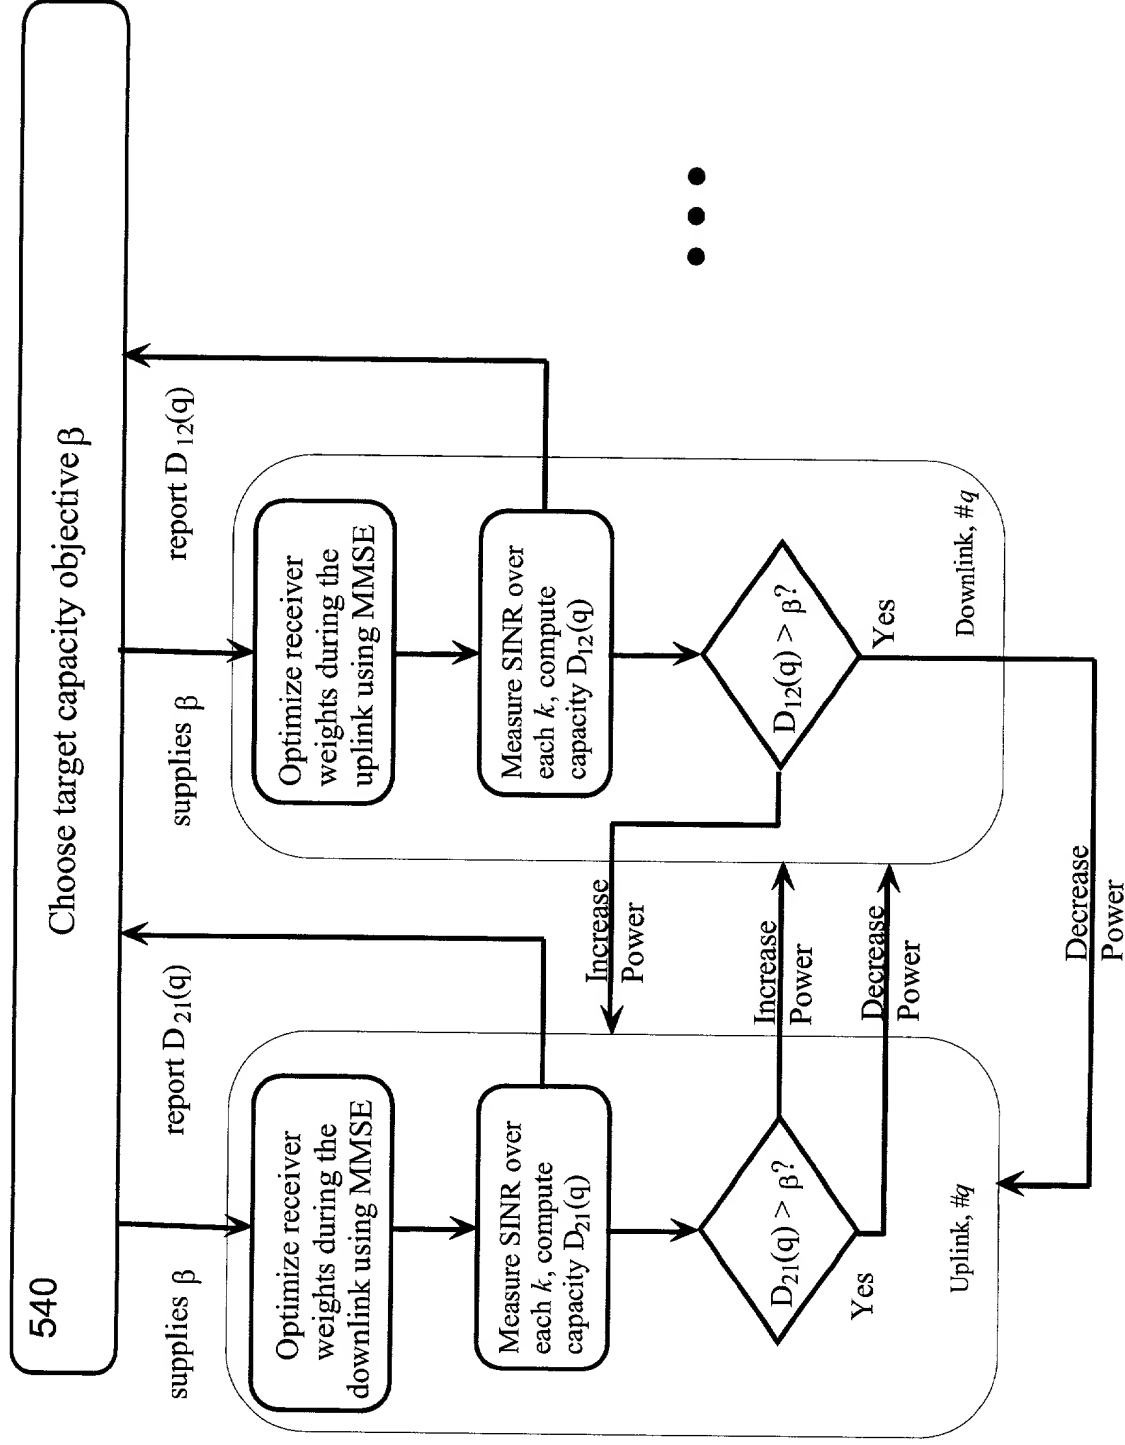 540
Choose target capacity objective β
supplies β
report D21(q)
supplies β
report D12(q)
Optimize receiver
weights during the
downlink using MMSE
Measure SINR over
each k, compute
capacity D21(q)
D21(q) > β?
Yes
Uplink, #q
Increase
Power
Increase
Power
Decrease
Power
Optimize receiver
weights during the
uplink using MMSE
Measure SINR over
each k, compute
capacity D12(q)
D12(q) > β?
Yes
Downlink, #q
Decrease
Power